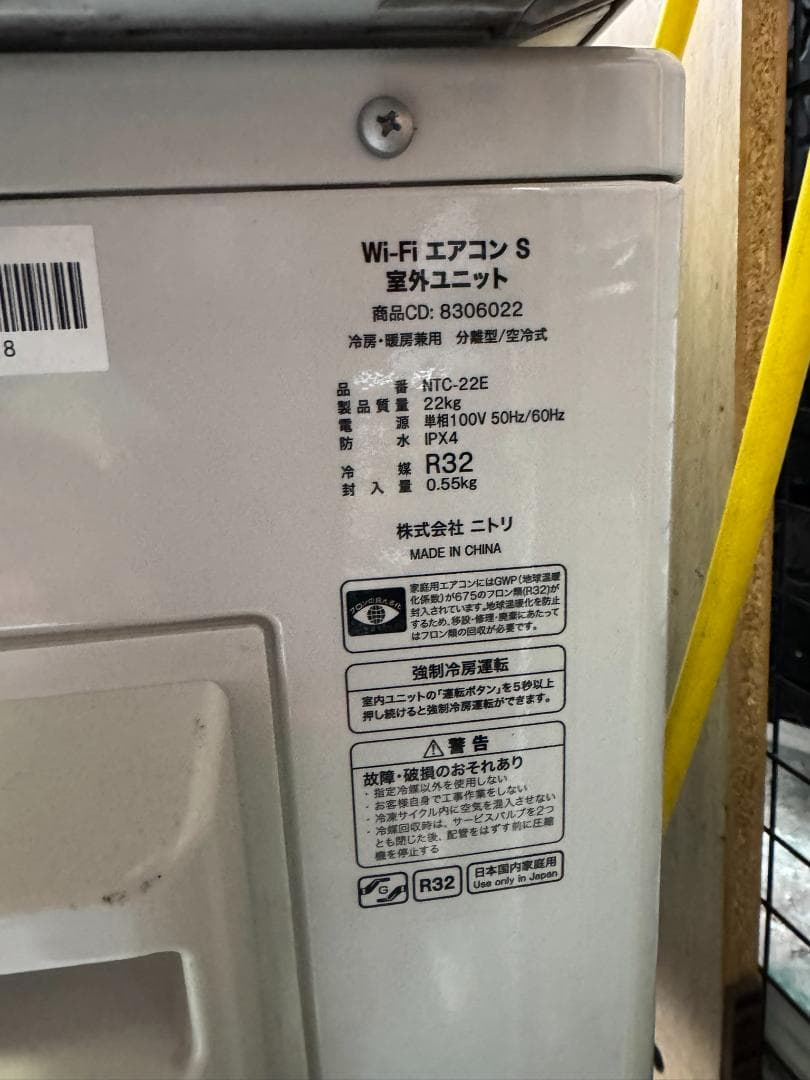 Wi-Fi エアコン S
室外ユニット
商品CD: 8306022
冷房・暖房兼用 分離型/空冷式
品番 NTC-22E
製品質量 22kg
電源 単相100V 50Hz/60Hz
防水 IPX4
冷媒 R32
封入量 0.55kg
株式会社 ニトリ
MADE IN CHINA
8
フロンの見える化
家庭用エアコンにはGWP(地球温暖
化係数)が675のフロン類(R32)が
封入されています。地球温暖化を防止
するため、移設・修理・廃棄にあたって
はフロン類の回収が必要です。
強制冷房運転
室内ユニットの「運転ボタン」を5秒以上
押し続けると強制冷房運転ができます。
警告
故障・破損のおそれあり
・指定冷媒以外を使用しない
・お客様自身で工事作業をしない
・冷凍サイクル内に空気を混入させない
・冷媒回収時は、サービスバルブを2つ
とも閉じた後、配管をはずす前に圧縮
機を停止する
G
R32
日本国内家庭用
Use only in Japan